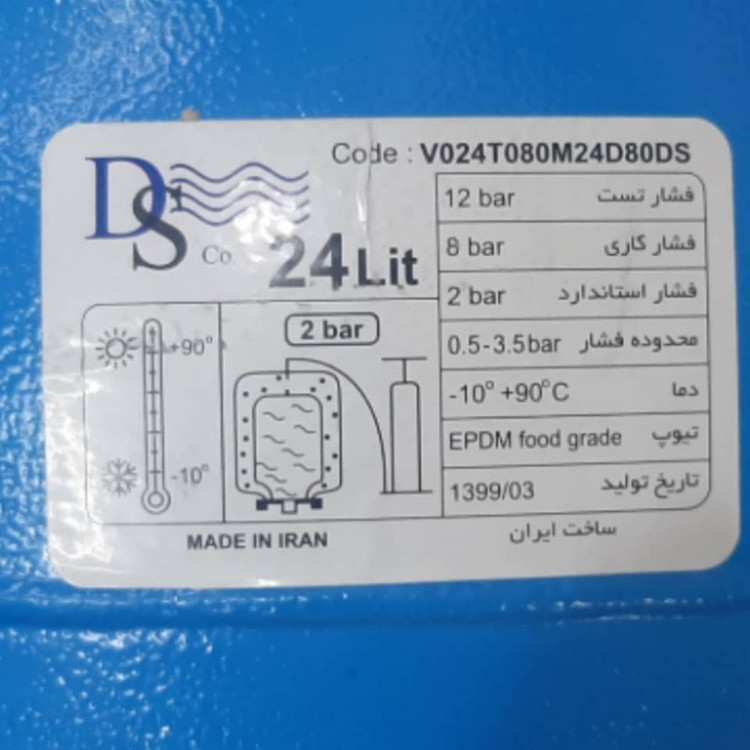 Code : V024T080M24D80DS
DS Co.
24 Lit
12 bar فشار تست
8 bar فشار کاری
2 bar فشار استاندارد
0.5-3.5bar محدوده فشار
-10° +90°C دما
EPDM food grade تیوپ
1399/03 تاریخ تولید
+90°
-10°
2 bar
MADE IN IRAN
ساخت ایران